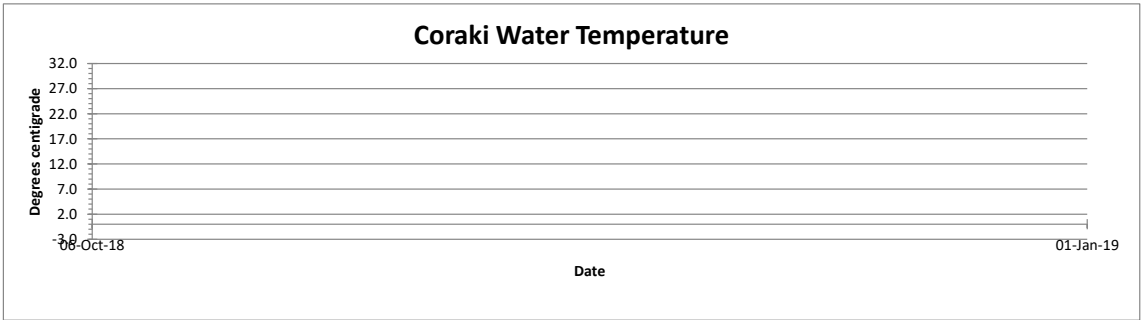 Coraki Water Temperature
Degrees centigrade
32.0
27.0
22.0
17.0
12.0
7.0
2.0
-3.0
06-Oct-18
01-Jan-19
Date